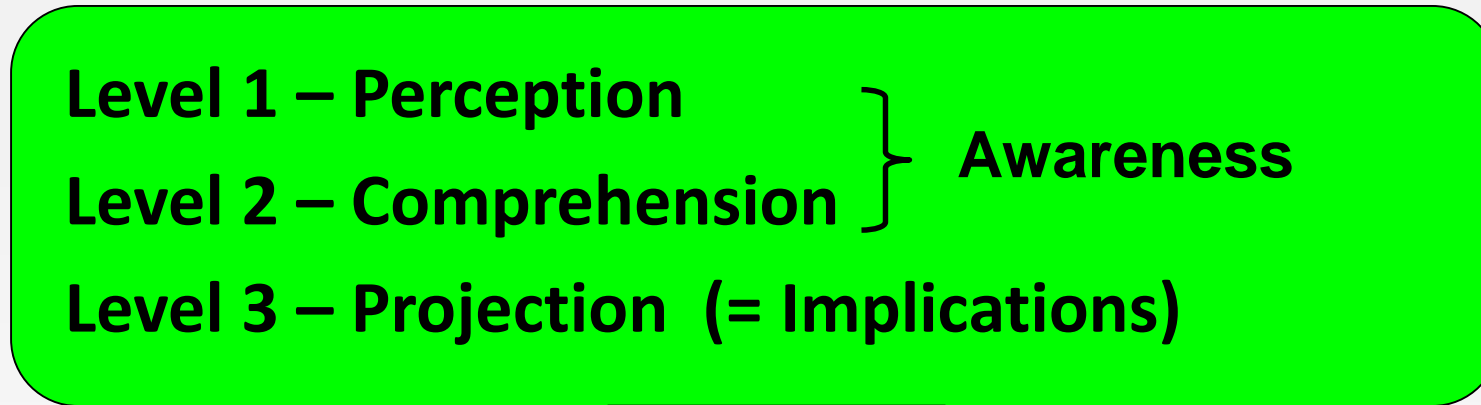 Level 1 – Perception
Awareness
Level 2 – Comprehension
Level 3 – Projection (= Implications)